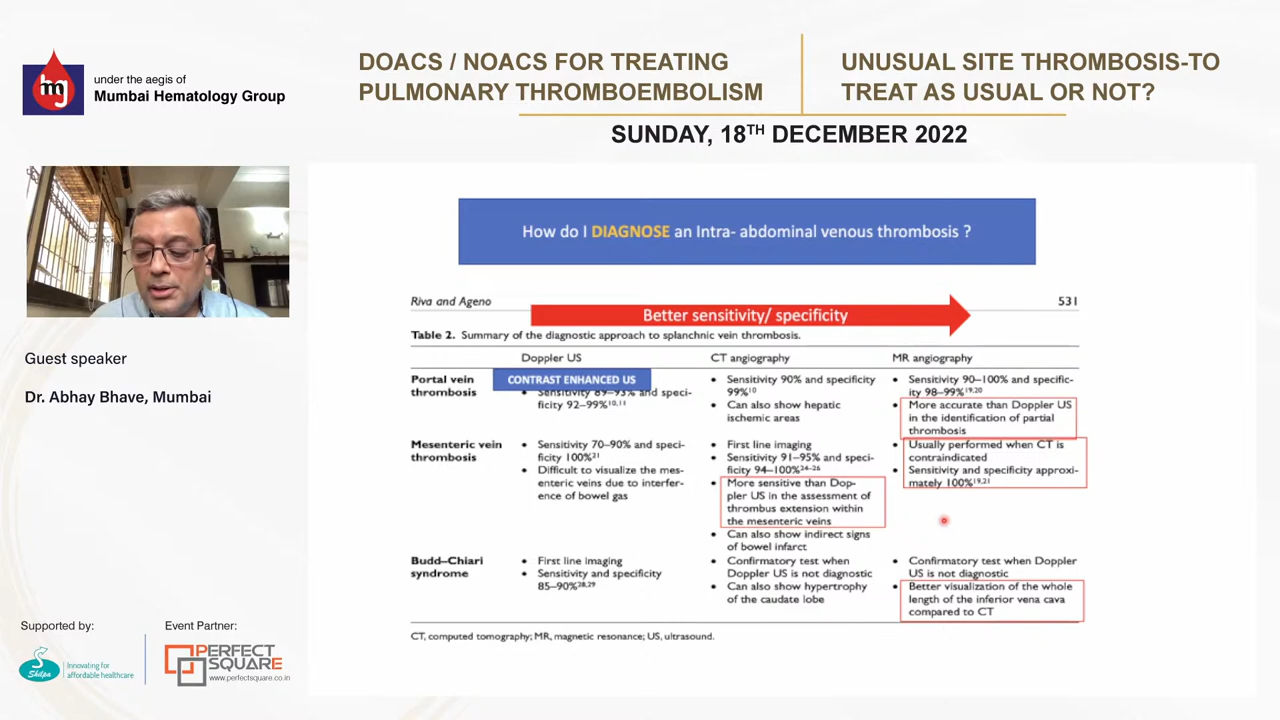 mg
under the aegis of
Mumbai Hematology Group
DOACS / NOACS FOR TREATING
PULMONARY THROMBOEMBOLISM
UNUSUAL SITE THROMBOSIS-TO
TREAT AS USUAL OR NOT?
SUNDAY, 18TH DECEMBER 2022
Guest speaker
Dr. Abhay Bhave, Mumbai
Supported by:
Shilpa
Innovating for
affordable healthcare
Event Partner:
PERFECT
SQUARE
www.perfectsquare.co.in
How do I DIAGNOSE an Intra- abdominal venous thrombosis ?
Riva and Ageno
531
Better sensitivity/ specificity
Table 2. Summary of the diagnostic approach to splanchnic vein thrombosis.
Doppler US
CT angiography
MR angiography
Portal vein
thrombosis
CONTRAST ENHANCED US
• Sensitivity 89–93% and speci-
ficity 92–99%10,11
• Sensitivity 90% and specificity
99%10
• Can also show hepatic
ischemic areas
• Sensitivity 90–100% and specific-
ity 98–99%19,20
• More accurate than Doppler US
in the identification of partial
thrombosis
Mesenteric vein
thrombosis
• Sensitivity 70–90% and speci-
ficity 100%21
• Difficult to visualize the mes-
enteric veins due to interfer-
ence of bowel gas
• First line imaging
• Sensitivity 91–95% and speci-
ficity 94–100%24–26
• More sensitive than Dop-
pler US in the assessment of
thrombus extension within
the mesenteric veins
• Can also show indirect signs
of bowel infarct
• Usually performed when CT is
contraindicated
• Sensitivity and specificity approxi-
mately 100%19,21
Budd–Chiari
syndrome
• First line imaging
• Sensitivity and specificity
85–90%28,29
• Confirmatory test when
Doppler US is not diagnostic
• Can also show hypertrophy
of the caudate lobe
• Confirmatory test when Doppler
US is not diagnostic
• Better visualization of the whole
length of the inferior vena cava
compared to CT
CT, computed tomography; MR, magnetic resonance; US, ultrasound.